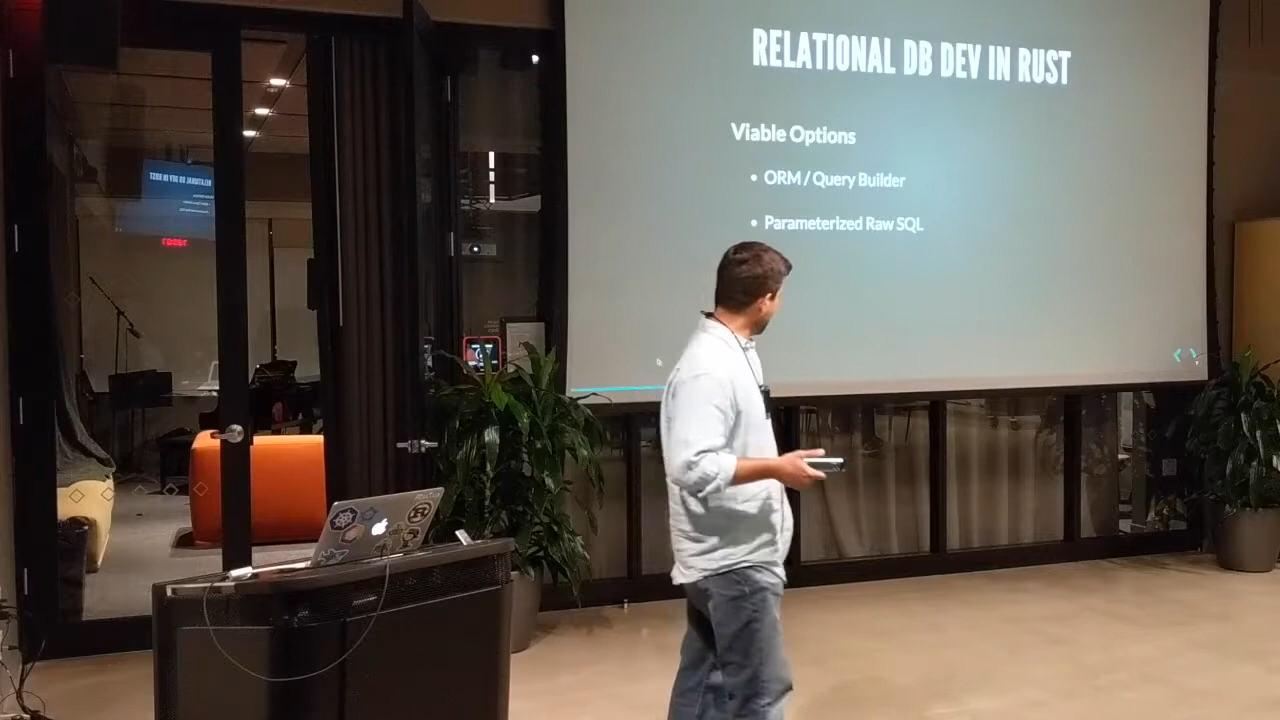 RELATIONAL DB DEV IN RUST
Viable Options
• ORM / Query Builder
• Parameterized Raw SQL